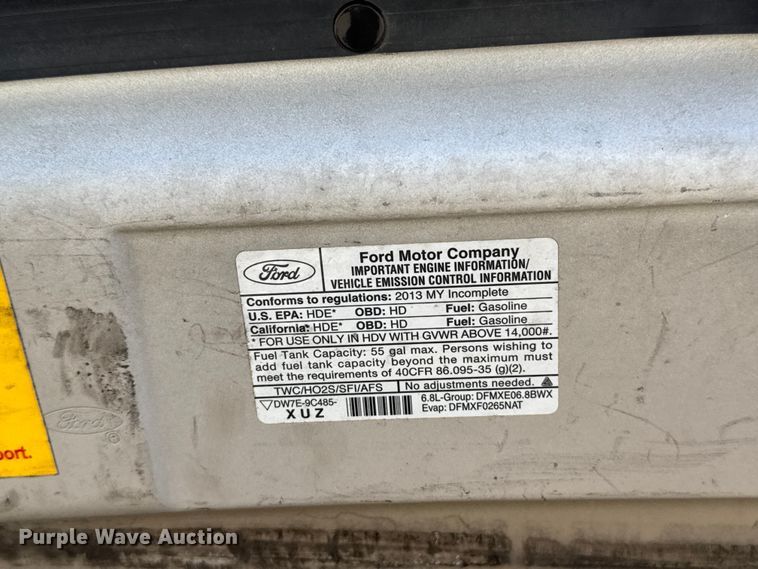 Ford
Ford Motor Company
IMPORTANT ENGINE INFORMATION/
VEHICLE EMISSION CONTROL INFORMATION
Conforms to regulations: 2013 MY Incomplete
U.S. EPA: HDE* OBD: HD Fuel: Gasoline
California: HDE* OBD: HD Fuel: Gasoline
* FOR USE ONLY IN HDV WITH GVWR ABOVE 14,000#.
Fuel Tank Capacity: 55 gal max. Persons wishing to
add fuel tank capacity beyond the maximum must
meet the requirements of 40CFR 86.095-35 (g)(2).
TWC/HO2S/SFI/AFS No adjustments needed.
DW7E-9C485-
XUZ
6.8L-Group: DFMXE06.8BWX
Evap: DFMXF0265NAT
Ford
port.
Purple Wave Auction